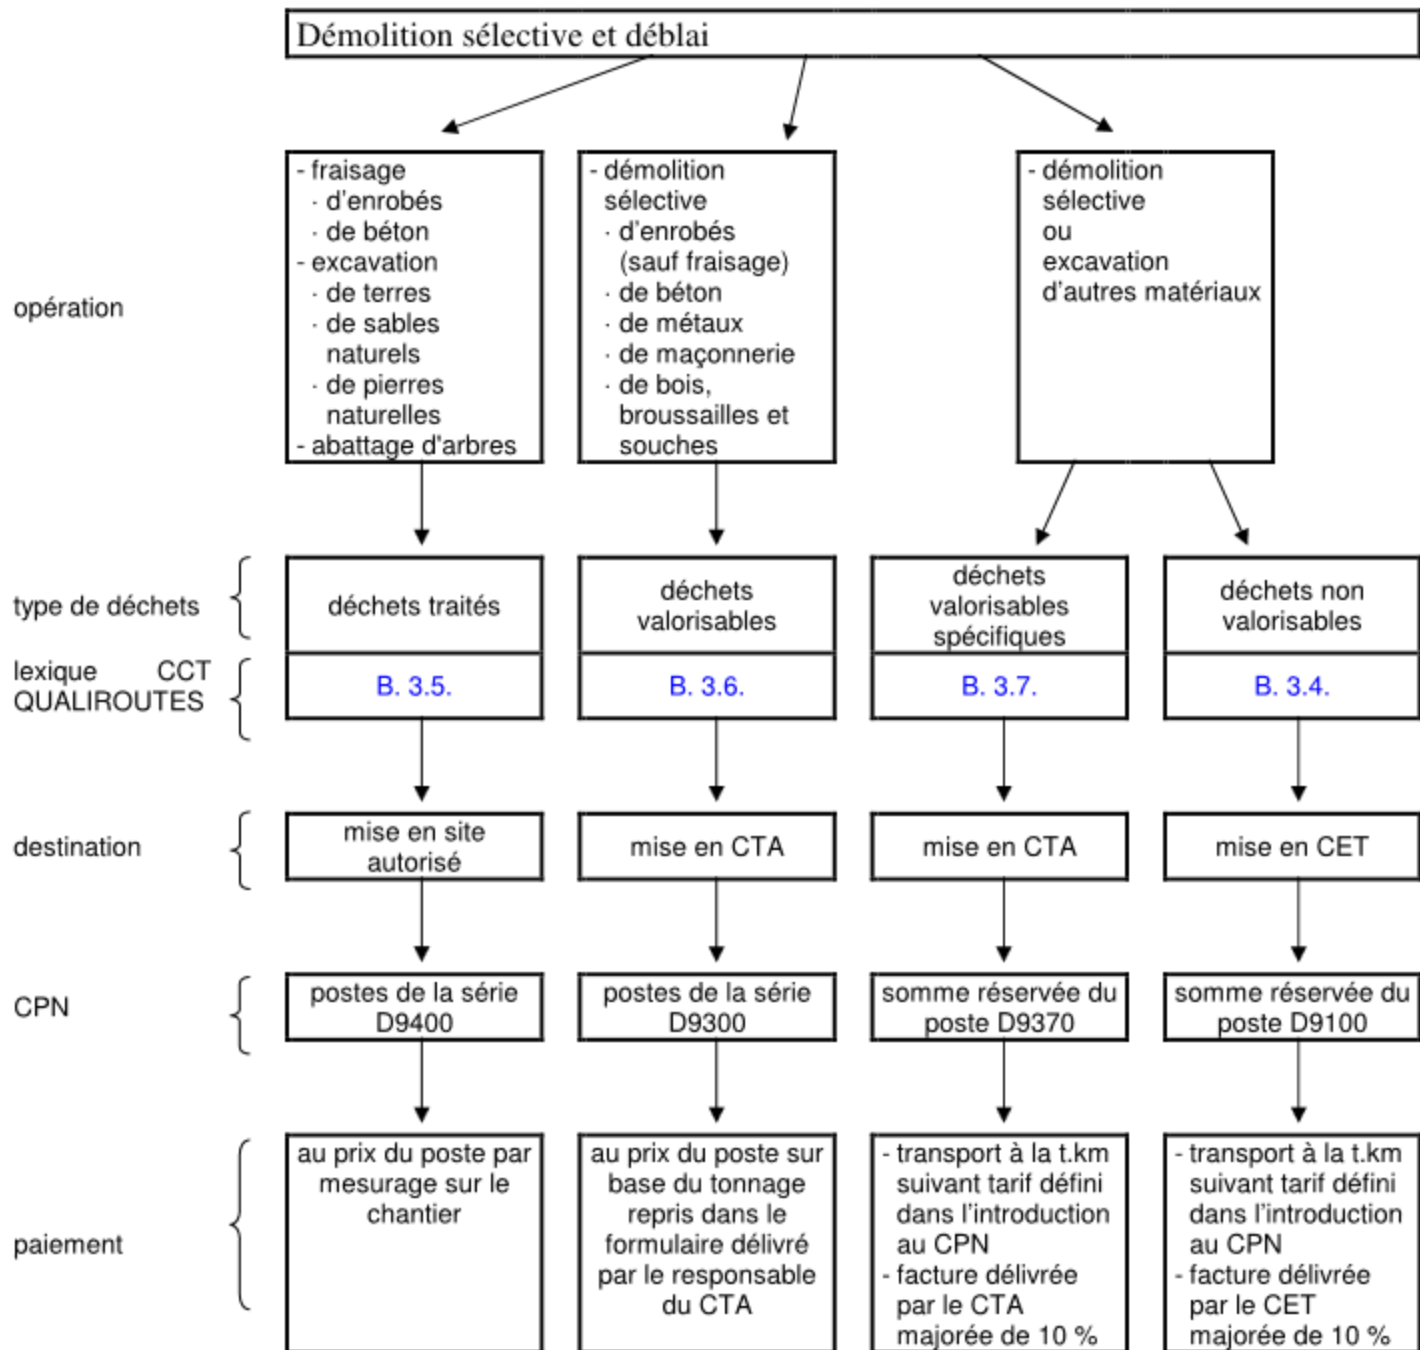 Démolition sélective et déblai
opération
- fraisage
· d'enrobés
· de béton
- excavation
· de terres
· de sables
naturels
· de pierres
naturelles
- abattage d'arbres
- démolition
sélective
· d'enrobés
(sauf fraisage)
· de béton
· de métaux
· de maçonnerie
· de bois,
broussailles et
souches
- démolition
sélective
ou
excavation
d'autres matériaux
type de déchets
déchets traités
déchets
valorisables
déchets
valorisables
spécifiques
déchets non
valorisables
lexique CCT
QUALIROUTES
B. 3.5.
B. 3.6.
B. 3.7.
B. 3.4.
destination
mise en site
autorisé
mise en CTA
mise en CTA
mise en CET
CPN
postes de la série
D9400
postes de la série
D9300
somme réservée du
poste D9370
somme réservée du
poste D9100
paiement
au prix du poste par
mesurage sur le
chantier
au prix du poste sur
base du tonnage
repris dans le
formulaire délivré
par le responsable
du CTA
- transport à la t.km
suivant tarif défini
dans l'introduction
au CPN
- facture délivrée
par le CTA
majorée de 10 %
- transport à la t.km
suivant tarif défini
dans l'introduction
au CPN
- facture délivrée
par le CET
majorée de 10 %